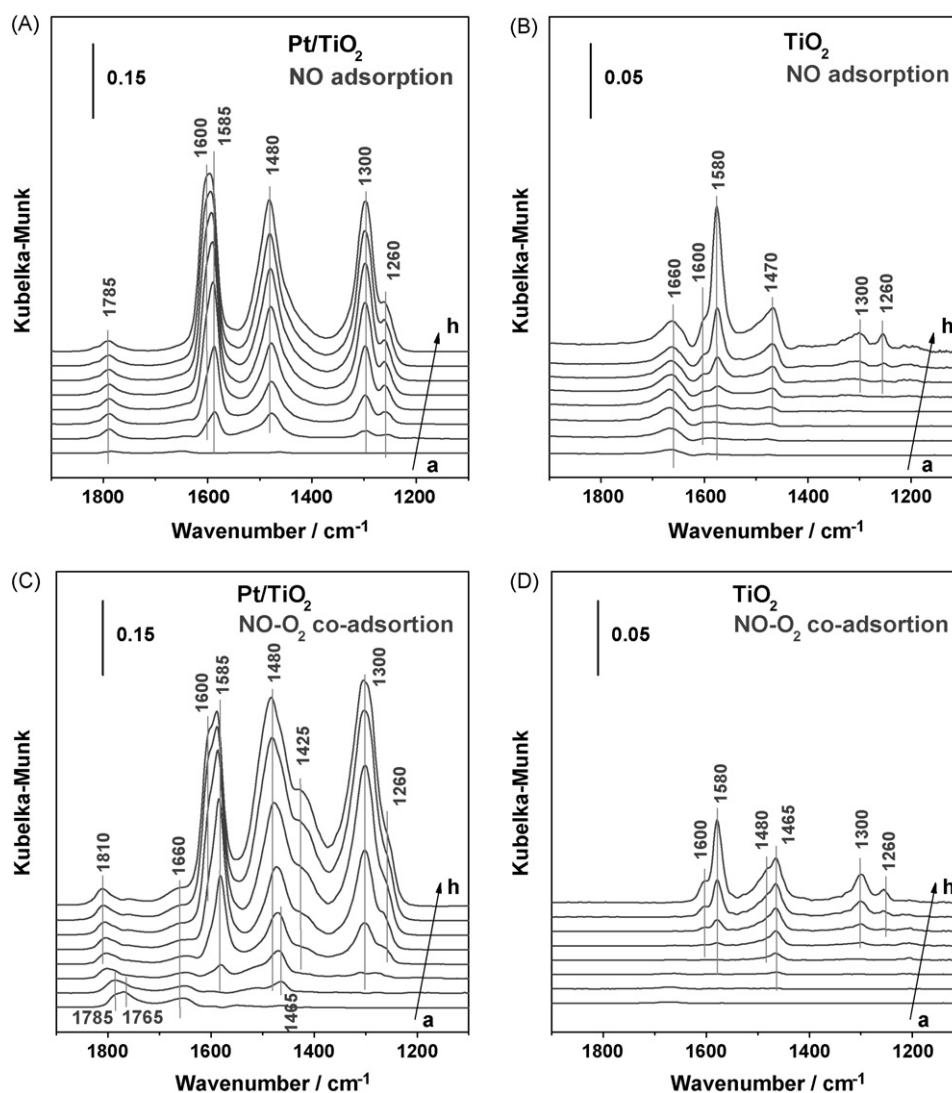 (A)
Pt/TiO2
NO adsorption
0.15
1600
1585
1480
1300
1260
1785
h
a
Kubelka-Munk
1800 1600 1400 1200
Wavenumber / cm-1
(B)
TiO2
NO adsorption
0.05
1660
1600
1580
1470
1300
1260
h
a
Kubelka-Munk
1800 1600 1400 1200
Wavenumber / cm-1
(C)
Pt/TiO2
NO-O2 co-adsortion
0.15
1810
1660
1600
1585
1480
1425
1300
1260
1785
1765
1465
h
a
Kubelka-Munk
1800 1600 1400 1200
Wavenumber / cm-1
(D)
TiO2
NO-O2 co-adsortion
0.05
1600
1580
1480
1465
1300
1260
h
a
Kubelka-Munk
1800 1600 1400 1200
Wavenumber / cm-1